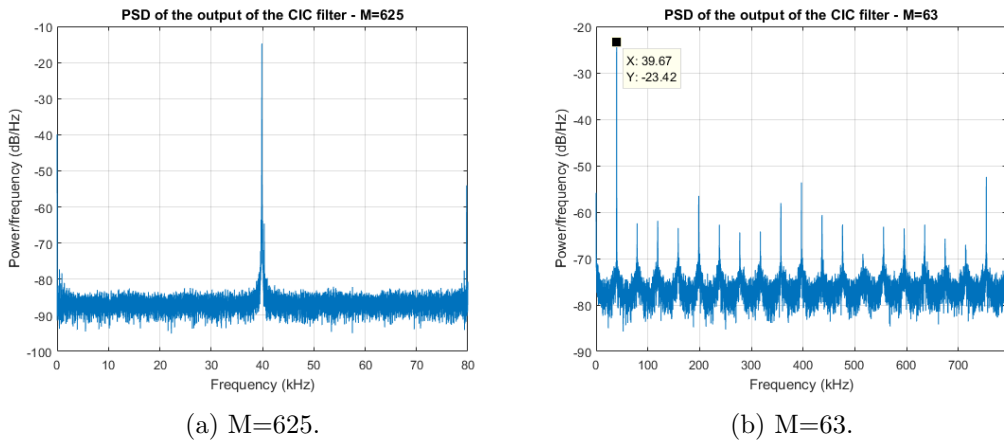 PSD of the output of the CIC filter - M=625
-10
-20
-30
-40
-50
-60
-70
-80
-90
-100
Power/frequency (dB/Hz)
0 10 20 30 40 50 60 70 80
Frequency (kHz)
(a) M=625.
PSD of the output of the CIC filter - M=63
-20
-30
-40
-50
-60
-70
-80
-90
Power/frequency (dB/Hz)
X: 39.67
Y: -23.42
0 100 200 300 400 500 600 700
Frequency (kHz)
(b) M=63.